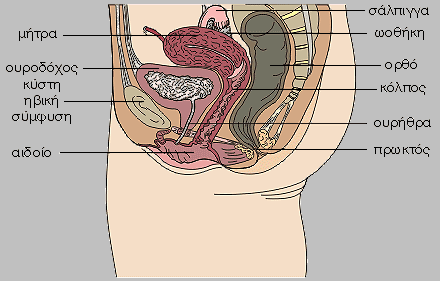 σάλπιγγα
μήτρα
ωοθήκη
ουροδόχος
κύστη
ορθό
κόλπος
ηβική
σύμφυση
ουρήθρα
αιδοίο
πρωκτός